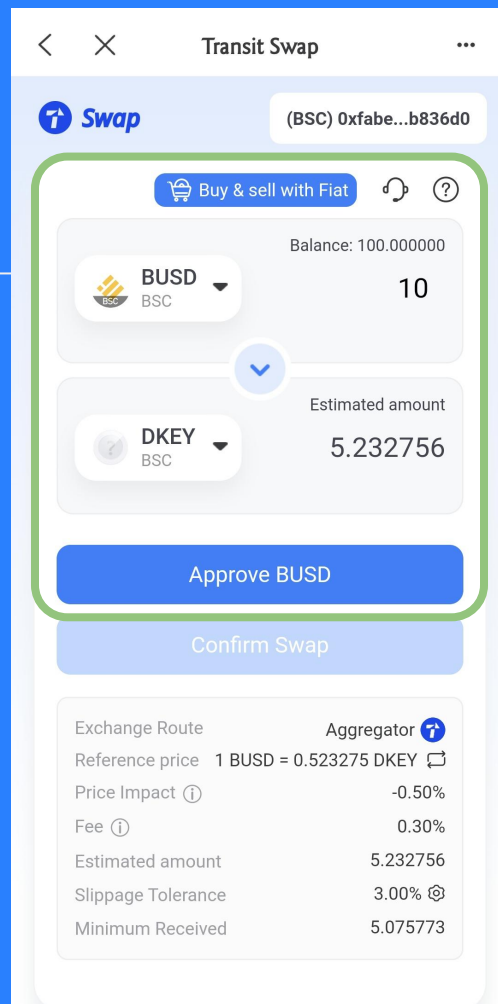 Transit Swap
Swap
(BSC) 0xfabe...b836d0
Buy & sell with Fiat
Balance: 100.000000
BUSD
BSC
BSC
10
Estimated amount
DKEY
BSC
5.232756
Approve BUSD
Confirm Swap
Exchange Route Aggregator
Reference price 1 BUSD = 0.523275 DKEY
Price Impact -0.50%
Fee 0.30%
Estimated amount 5.232756
Slippage Tolerance 3.00%
Minimum Received 5.075773